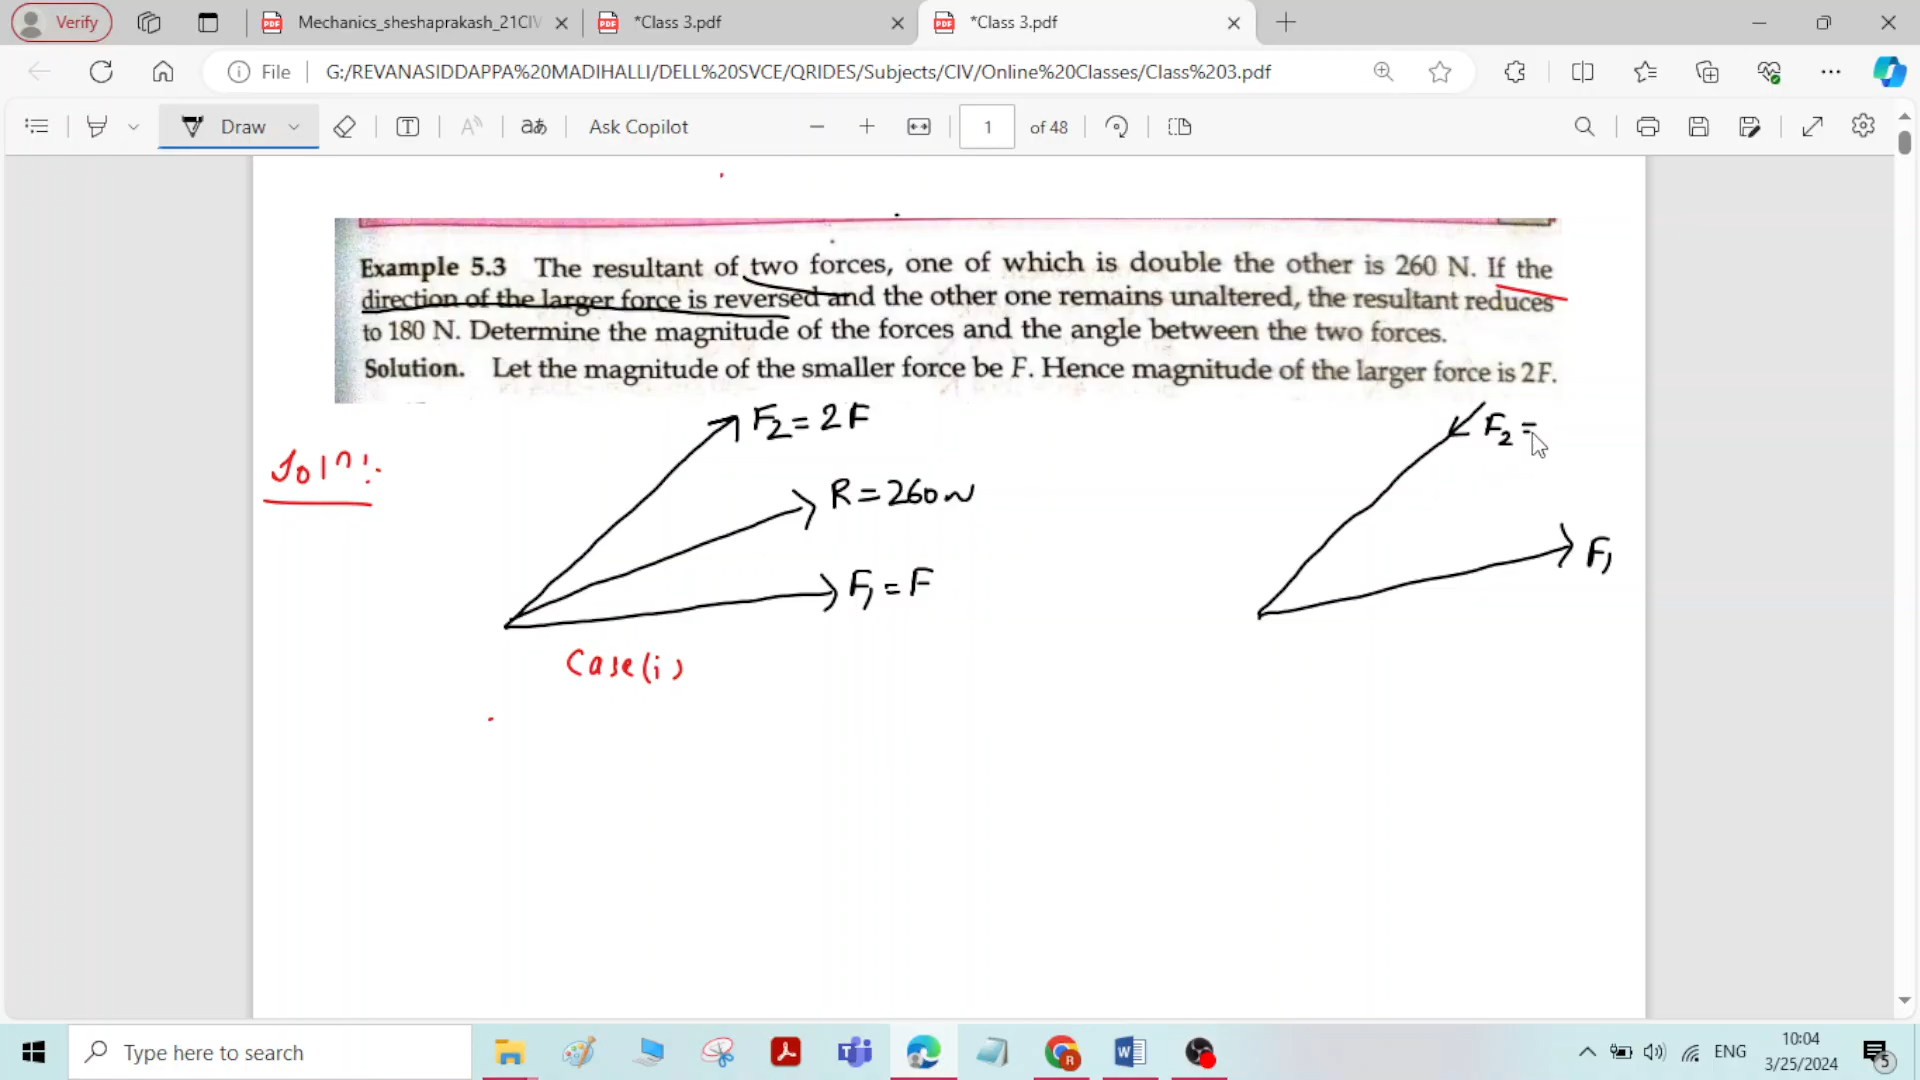 Verify
Mechanics_sheshaprakash_21CIV
*Class 3.pdf
*Class 3.pdf
File
G:/REVANASIDDAPPA%20MADIHALLI/DELL%20SVCE/QRIDES/Subjects/CIV/Online%20Classes/Class%203.pdf
Draw
Ask Copilot
1
of 48
Example 5.3 The resultant of two forces, one of which is double the other is 260 N. If the
direction of the larger force is reversed and the other one remains unaltered, the resultant reduces
to 180 N. Determine the magnitude of the forces and the angle between the two forces.
Solution. Let the magnitude of the smaller force be F. Hence magnitude of the larger force is 2F.
F2 = 2F
F2 =
Soln:
R = 260N
F1
F1 = F
Case(i)
Type here to search
ENG
10:04
3/25/2024
5